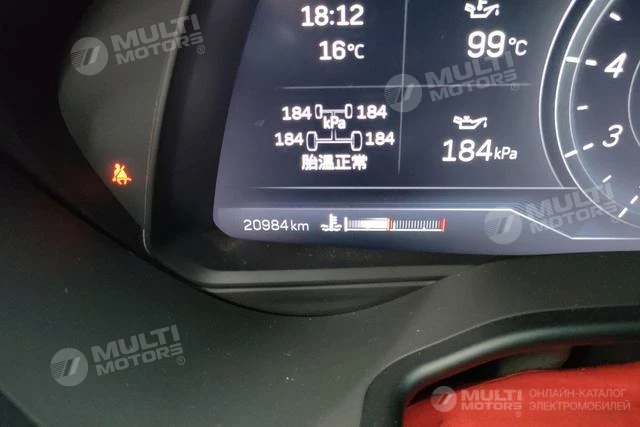 18:12
99°C
16°C
184 184
kPa
184 184
胎溫正常
184kPa
4
3
20984km
MULTI
MOTORS®
MULTI
MOTORS®
MULTI
MOTORS®
MULTI
MOTORS®
MULTI
MOTORS®
ОНЛАЙН-КАТАЛОГ
ЭЛЕКТРОМОБИЛЕЙ